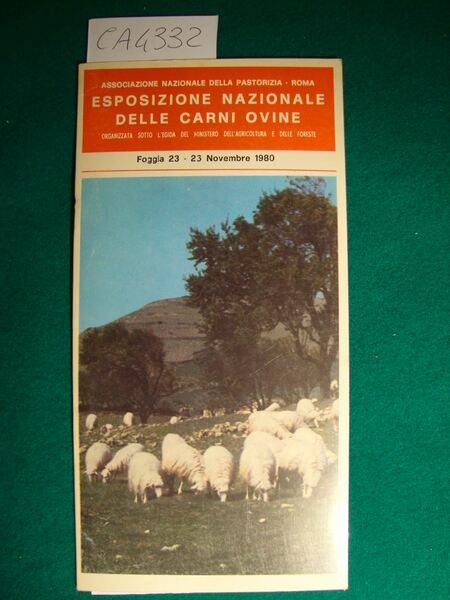 CA4332
ASSOCIAZIONE NAZIONALE DELLA PASTORIZIA - ROMA
ESPOSIZIONE NAZIONALE
DELLE CARNI OVINE
ORGANIZZATA SOTTO L'EGIDA DEL MINISTERO DELL'AGRICOLTURA E DELLE FORESTE
Foggia 23 - 23 Novembre 1980